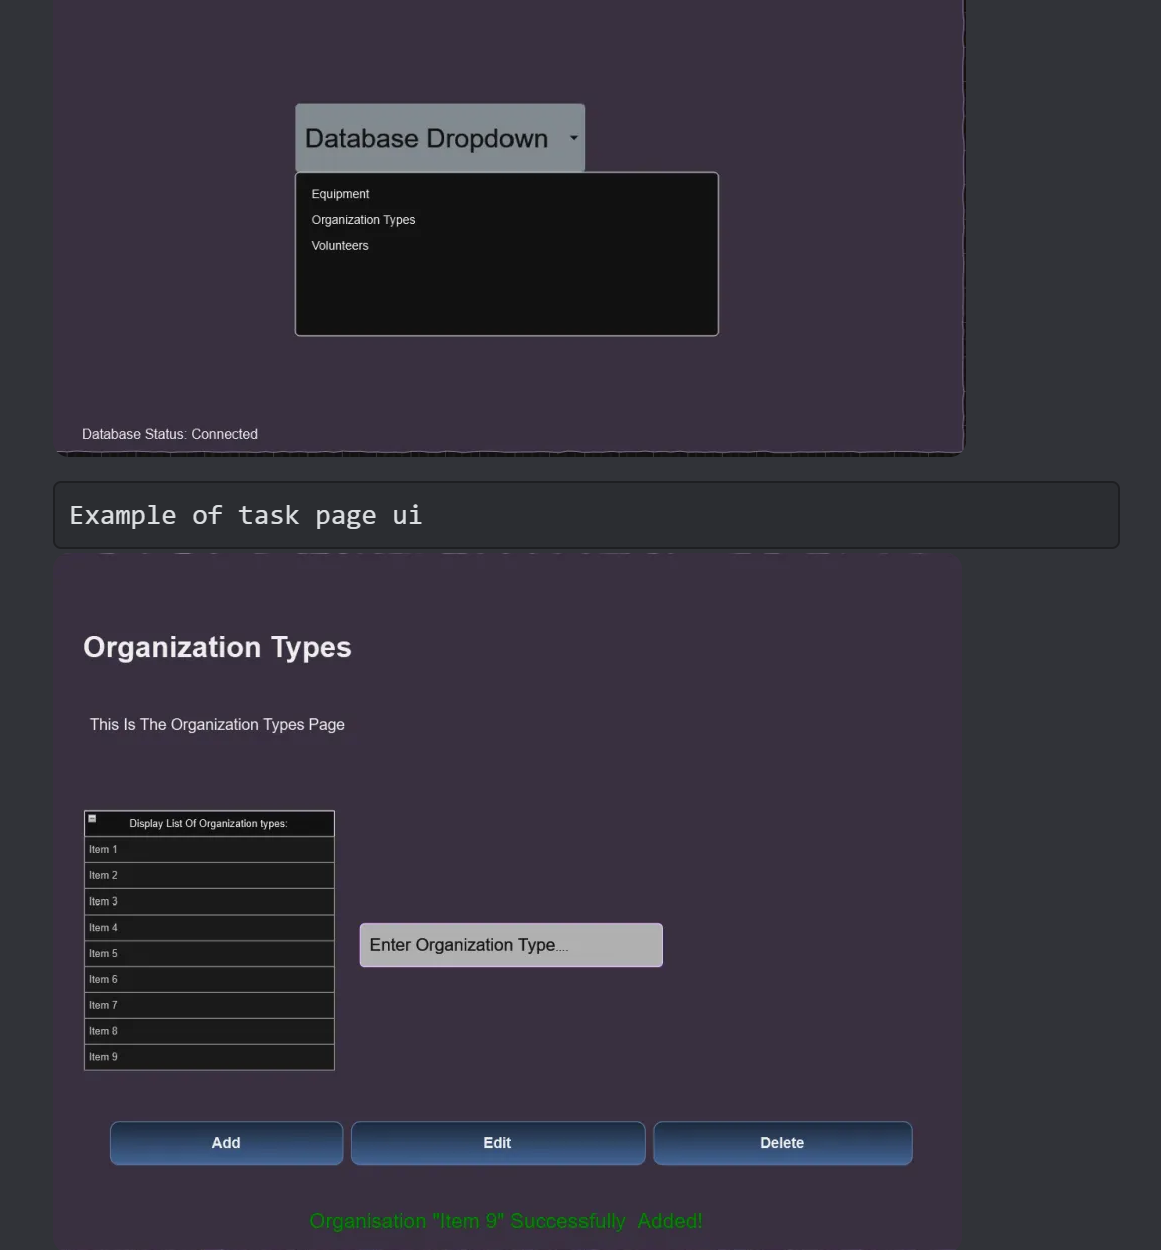 Database Dropdown
Equipment
Organization Types
Volunteers
Database Status: Connected
Example of task page ui
Organization Types
This Is The Organization Types Page
Display List Of Organization types:
Item 1
Item 2
Item 3
Item 4
Item 5
Item 6
Item 7
Item 8
Item 9
Enter Organization Type....
Add Edit Delete
Organisation "Item 9" Successfully  Added!